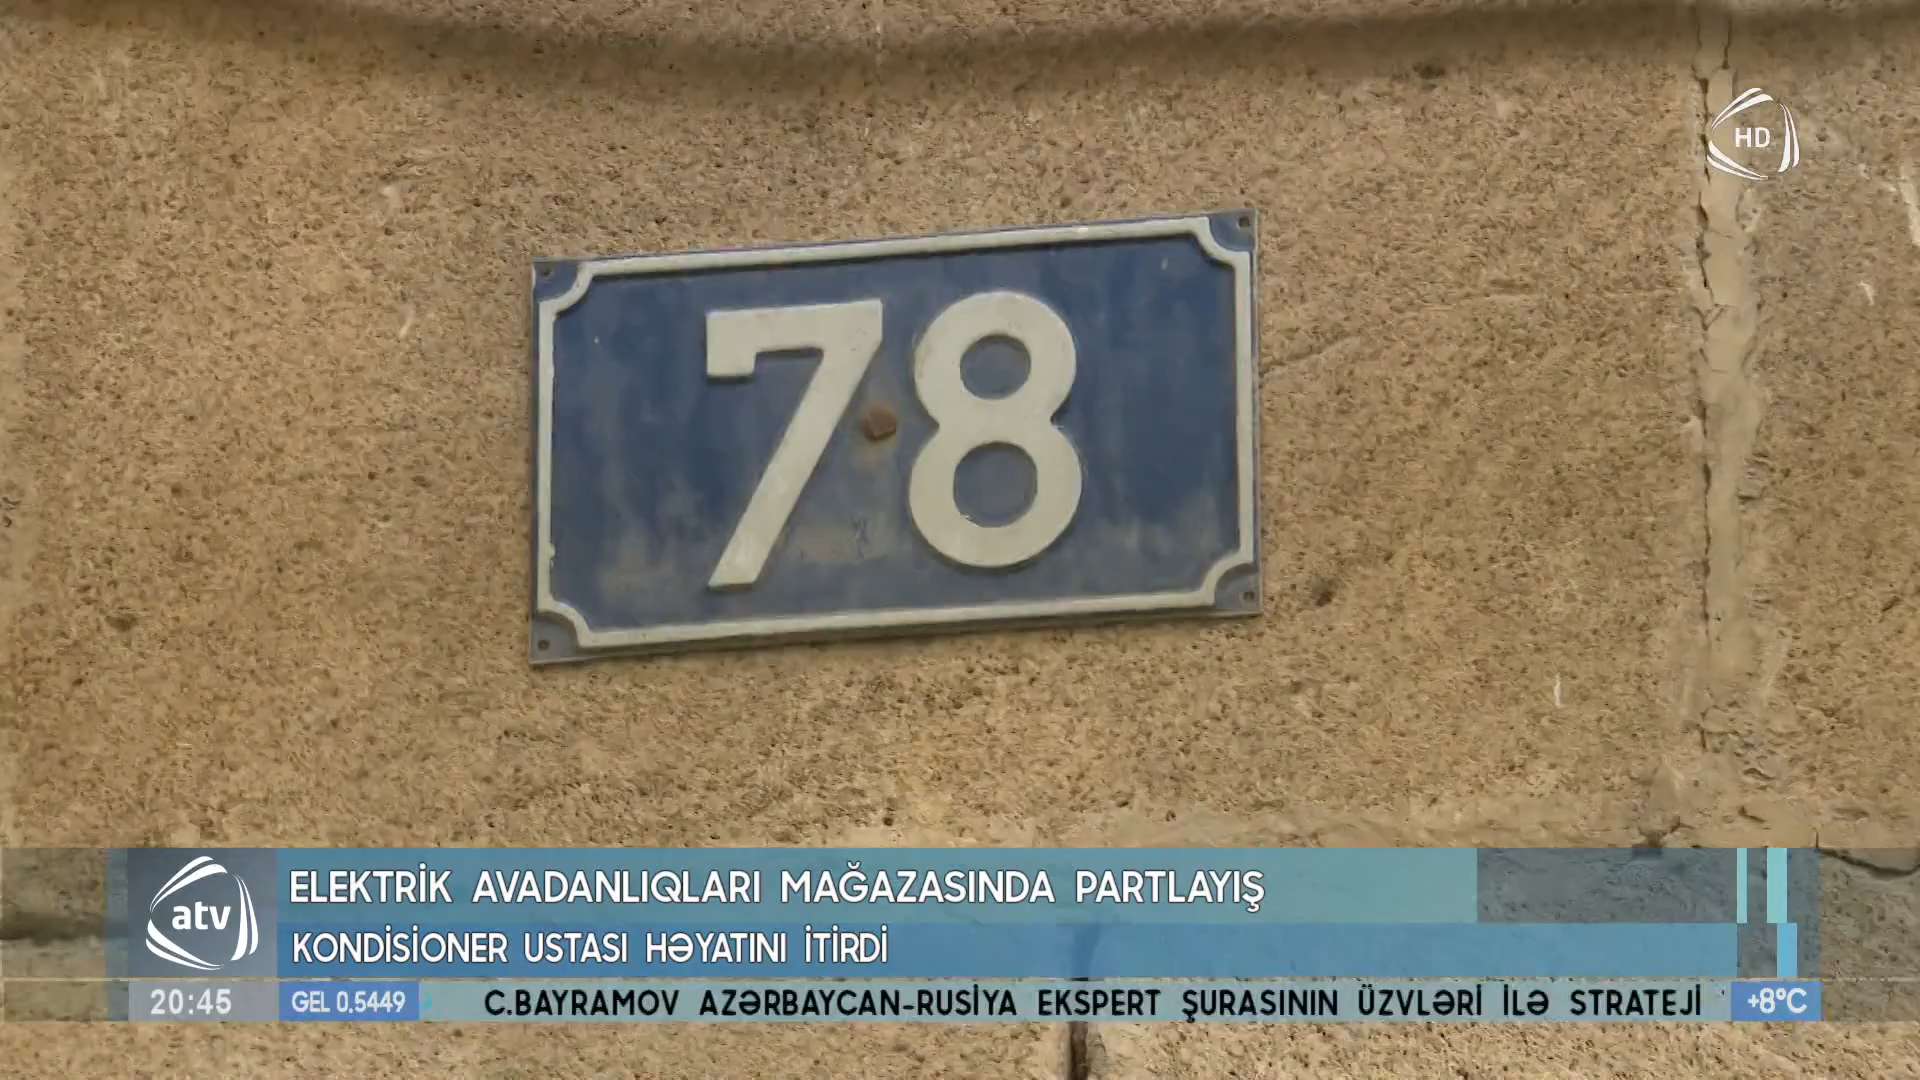 HD
78
ELEKTRİK AVADANLIQLARI MAĞAZASINDA PARTLAYIŞ
atv
KONDİSİONER USTASI HƏYATINI İTİRDİ
20:45 GEL 0.5449 C.BAYRAMOV AZƏRBAYCAN-RUSİYA EKSPERT ŞURASININ ÜZVLƏRİ İLƏ STRATEJİ +8°C